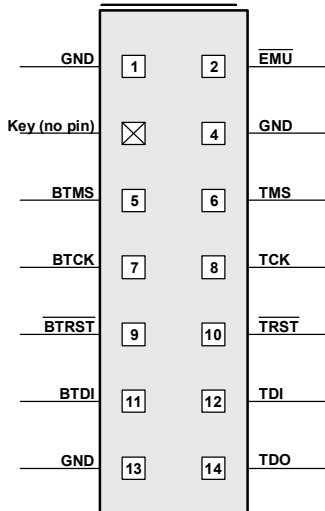 GND 1 2 EMU
Key (no pin) 4 GND
BTMS 5 6 TMS
BTCK 7 8 TCK
BTRST 9 10 TRST
BTDI 11 12 TDI
GND 13 14 TDO